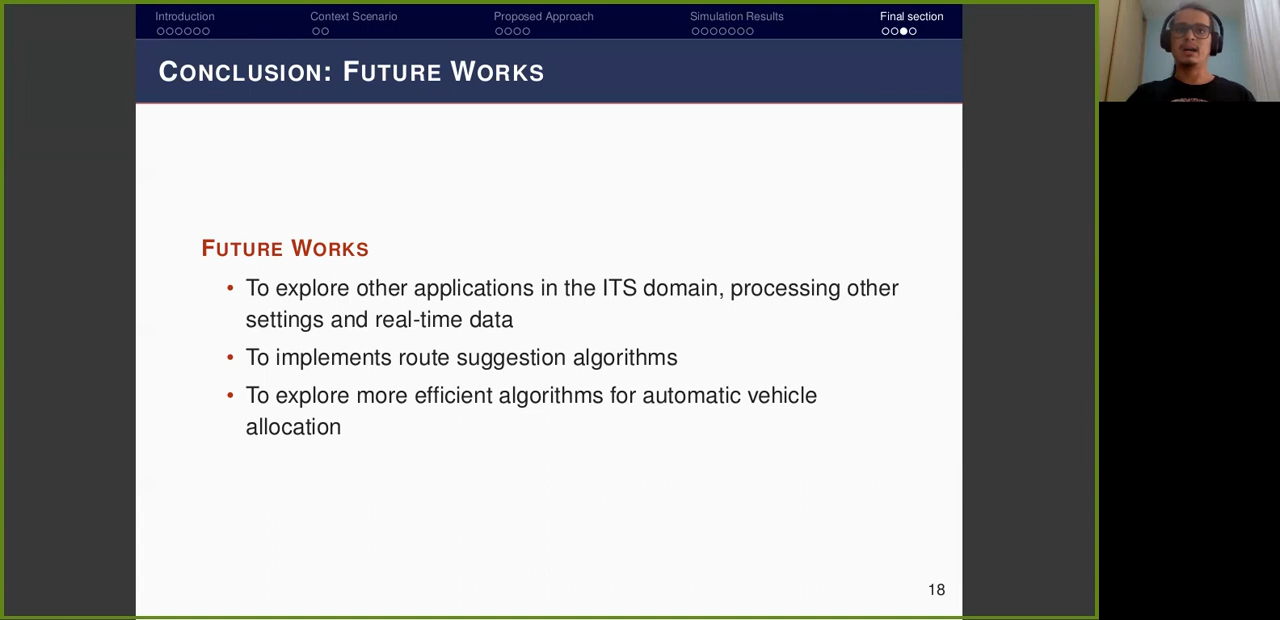 Introduction
Context Scenario
Proposed Approach
Simulation Results
Final section
CONCLUSION: FUTURE WORKS
FUTURE WORKS
• To explore other applications in the ITS domain, processing other
settings and real-time data
• To implements route suggestion algorithms
• To explore more efficient algorithms for automatic vehicle
allocation
18